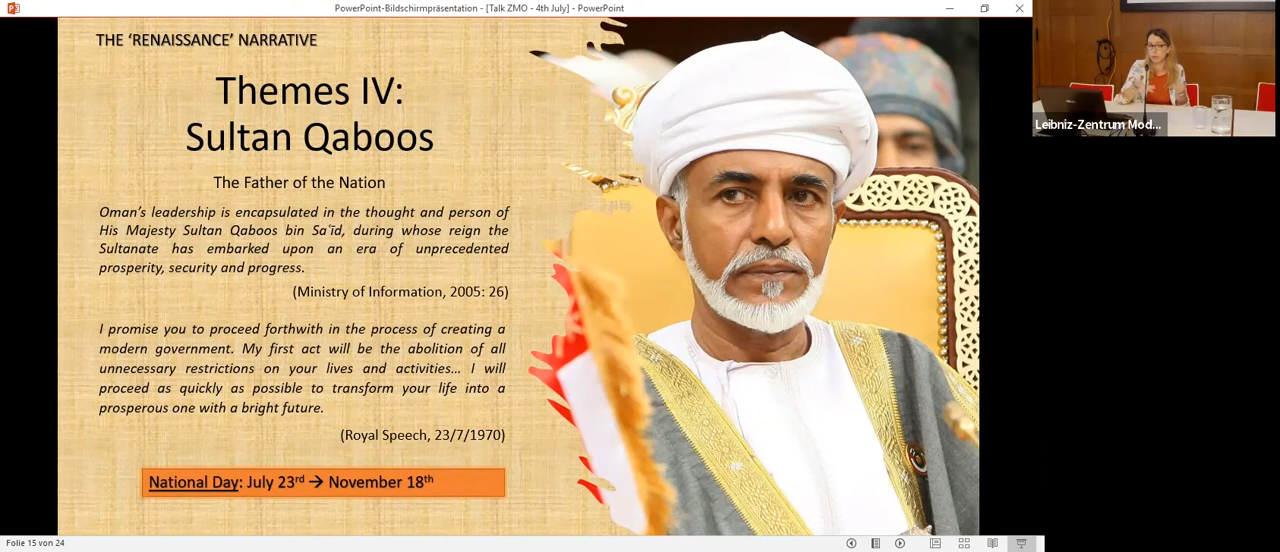 PowerPoint-Bildschirmpräsentation - [Talk ZMO - 4th July] - PowerPoint
THE ‘RENAISSANCE’ NARRATIVE
Themes IV:
Sultan Qaboos
The Father of the Nation
Oman’s leadership is encapsulated in the thought and person of
His Majesty Sultan Qaboos bin Sa'īd, during whose reign the
Sultanate has embarked upon an era of unprecedented
prosperity, security and progress.
(Ministry of Information, 2005: 26)
I promise you to proceed forthwith in the process of creating a
modern government. My first act will be the abolition of all
unnecessary restrictions on your lives and activities... I will
proceed as quickly as possible to transform your life into a
prosperous one with a bright future.
(Royal Speech, 23/7/1970)
National Day: July 23rd → November 18th
Leibniz-Zentrum Mod...
Folie 15 von 24